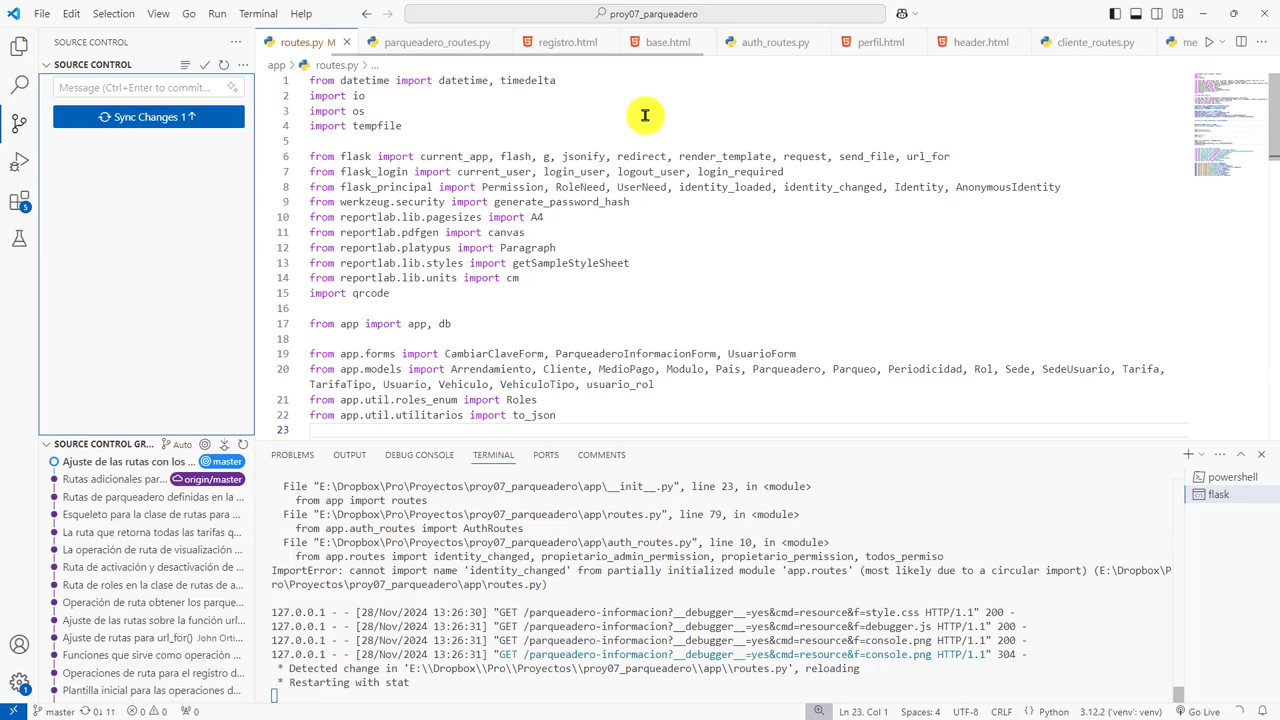 File Edit Selection View Go Run Terminal Help
proy07_parqueadero
SOURCE CONTROL
routes.py M
parqueadero_routes.py
registro.html
base.html
auth_routes.py
perfil.html
header.html
cliente_routes.py
me
SOURCE CONTROL
app > routes.py > ...
Message (Ctrl+Enter to commit...
Sync Changes 1↑
1 from datetime import datetime, timedelta
2 import io
3 import os
4 import tempfile
5
6 from flask import current_app, flash, g, jsonify, redirect, render_template, request, send_file, url_for
7 from flask_login import current_user, login_user, logout_user, login_required
8 from flask_principal import Permission, RoleNeed, UserNeed, identity_loaded, identity_changed, Identity, AnonymousIdentity
9 from werkzeug.security import generate_password_hash
10 from reportlab.lib.pagesizes import A4
11 from reportlab.pdfgen import canvas
12 from reportlab.platypus import Paragraph
13 from reportlab.lib.styles import getSampleStyleSheet
14 from reportlab.lib.units import cm
15 import qrcode
16
17 from app import app, db
18
19 from app.forms import CambiarClaveForm, ParqueaderoInformacionForm, UsuarioForm
20 from app.models import Arrendamiento, Cliente, MedioPago, Modulo, Pais, Parqueadero, Parqueo, Periodicidad, Rol, Sede, SedeUsuario, Tarifa,
TarifaTipo, Usuario, Vehiculo, VehiculoTipo, usuario_rol
21 from app.util.roles_enum import Roles
22 from app.util.utilitarios import to_json
23
5
SOURCE CONTROL GR... Auto
Ajuste de las rutas con los ... master
Rutas adicionales par... origin/master
Rutas de parqueadero definidas en la ...
Esqueleto para la clase de rutas para ...
La ruta que retorna todas las tarifas q...
La operación de ruta de visualización ...
Ruta de activación y desactivación de ...
Ruta de roles en la clase de rutas de a...
Operación de ruta obtener los parque...
Ajuste de las rutas sobre la función url...
Ajuste de rutas para url_for() John Orti...
Funciones que sirve como operación ...
Operaciones de ruta para el registro d...
Plantilla inicial para las operaciones d...
PROBLEMS OUTPUT DEBUG CONSOLE TERMINAL PORTS COMMENTS
powershell
flask
File "E:\Dropbox\Pro\Proyectos\proy07_parqueadero\app\__init__.py", line 23, in <module>
from app import routes
File "E:\Dropbox\Pro\Proyectos\proy07_parqueadero\app\routes.py", line 79, in <module>
from app.auth_routes import AuthRoutes
File "E:\Dropbox\Pro\Proyectos\proy07_parqueadero\app\auth_routes.py", line 10, in <module>
from app.routes import identity_changed, propietario_admin_permission, propietario_permission, todos_permiso
ImportError: cannot import name 'identity_changed' from partially initialized module 'app.routes' (most likely due to a circular import) (E:\Dropbox\P
ro\Proyectos\proy07_parqueadero\app\routes.py)
127.0.0.1 - - [28/Nov/2024 13:26:30] "GET /parqueadero-informacion?__debugger__=yes&cmd=resource&f=style.css HTTP/1.1" 200 -
127.0.0.1 - - [28/Nov/2024 13:26:30] "GET /parqueadero-informacion?__debugger__=yes&cmd=resource&f=debugger.js HTTP/1.1" 200 -
127.0.0.1 - - [28/Nov/2024 13:26:30] "GET /parqueadero-informacion?__debugger__=yes&cmd=resource&f=console.png HTTP/1.1" 200 -
127.0.0.1 - - [28/Nov/2024 13:26:30] "GET /parqueadero-informacion?__debugger__=yes&cmd=resource&f=console.png HTTP/1.1" 304 -
* Detected change in 'E:\\Dropbox\\Pro\\Proyectos\\proy07_parqueadero\\app\\routes.py', reloading
* Restarting with stat
1
master 0↓ 1↑ 0 0 0 Ln 23, Col 1 Spaces: 4 UTF-8 CRLF Python 3.12.2 ('venv': venv) Go Live